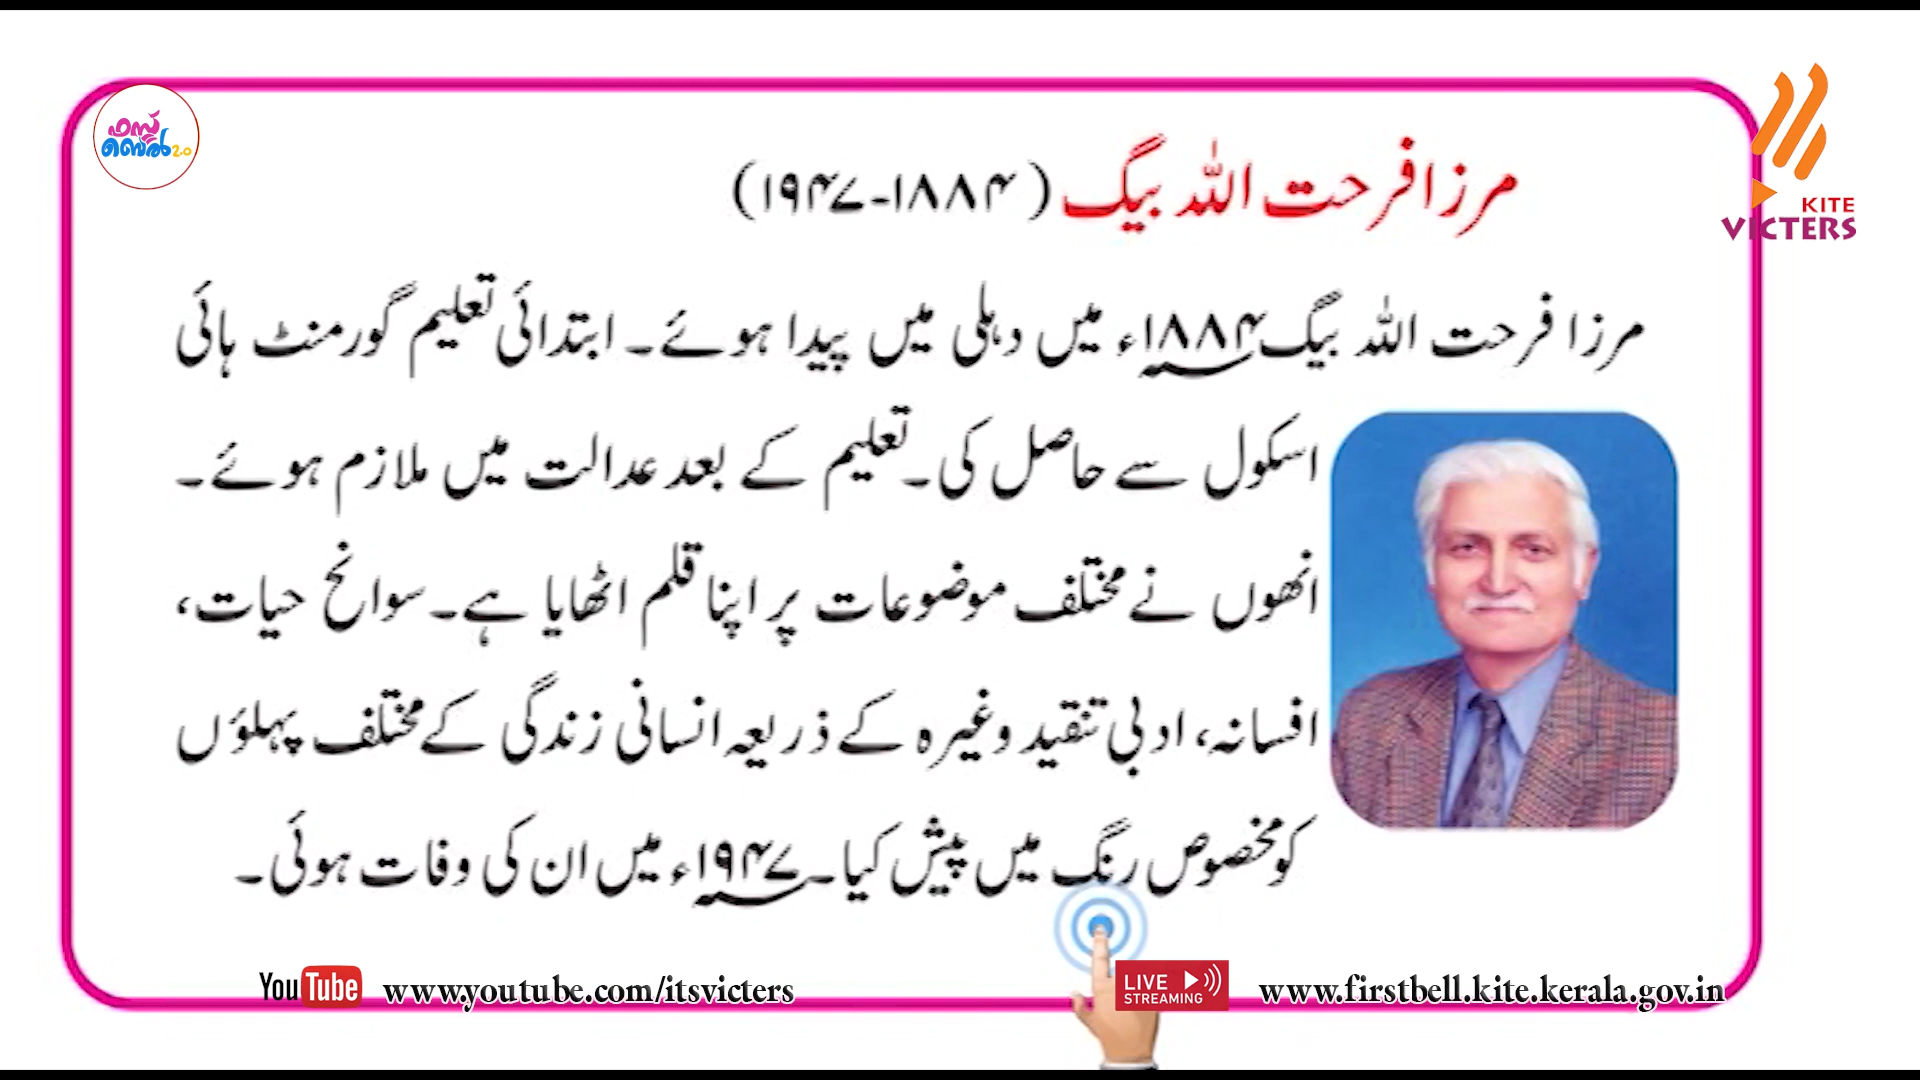 ഫസ്റ്റ്
ബെൽ 2.0
KITE
VICTERS
مرزا فرحت اللہ بیگ (۱۸۸۴-۱۹۴۷)
مرزا فرحت اللہ بیگ ۱۸۸۴ء میں دہلی میں پیدا ہوئے۔ ابتدائی تعلیم گورمنٹ ہائی
اسکول سے حاصل کی۔ تعلیم کے بعد عدالت میں ملازم ہوئے۔
انھوں نے مختلف موضوعات پر اپنا قلم اٹھایا ہے۔ سوانح حیات،
افسانہ، ادبی تنقید وغیرہ کے ذریعہ انسانی زندگی کے مختلف پہلوؤں
کو مخصوص رنگ میں پیش کیا۔ ۱۹۴۷ء میں ان کی وفات ہوئی۔
YouTube www.youtube.com/itsvicters
LIVE
STREAMING
www.firstbell.kite.kerala.gov.in